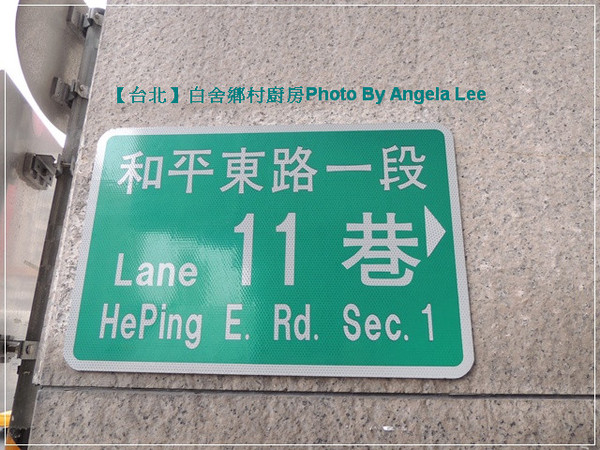 【台北】白舍鄉村廚房Photo By Angela Lee
和平東路一段
Lane 11 巷
HePing E. Rd. Sec. 1